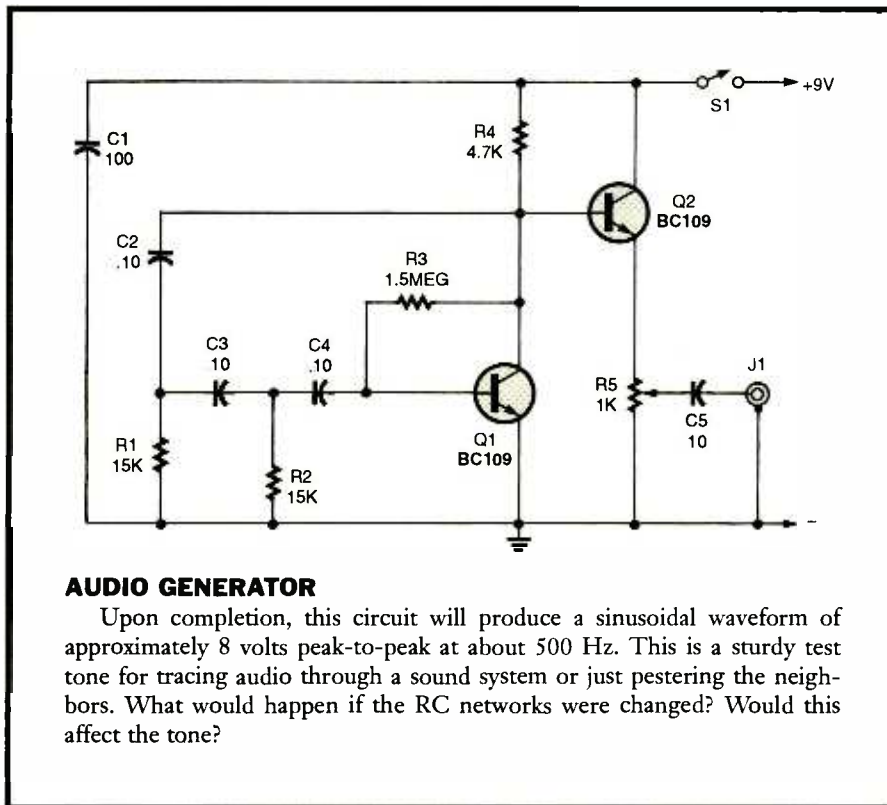 +9V
S1
C1
100
R4
4.7K
Q2
BC109
C2
.10
R3
1.5MEG
C3
10
C4
.10
J1
R5
1K
C5
10
Q1
BC109
R1
15K
R2
15K
–
AUDIO GENERATOR
Upon completion, this circuit will produce a sinusoidal waveform of
approximately 8 volts peak-to-peak at about 500 Hz. This is a sturdy test
tone for tracing audio through a sound system or just pestering the neigh-
bors. What would happen if the RC networks were changed? Would this
affect the tone?